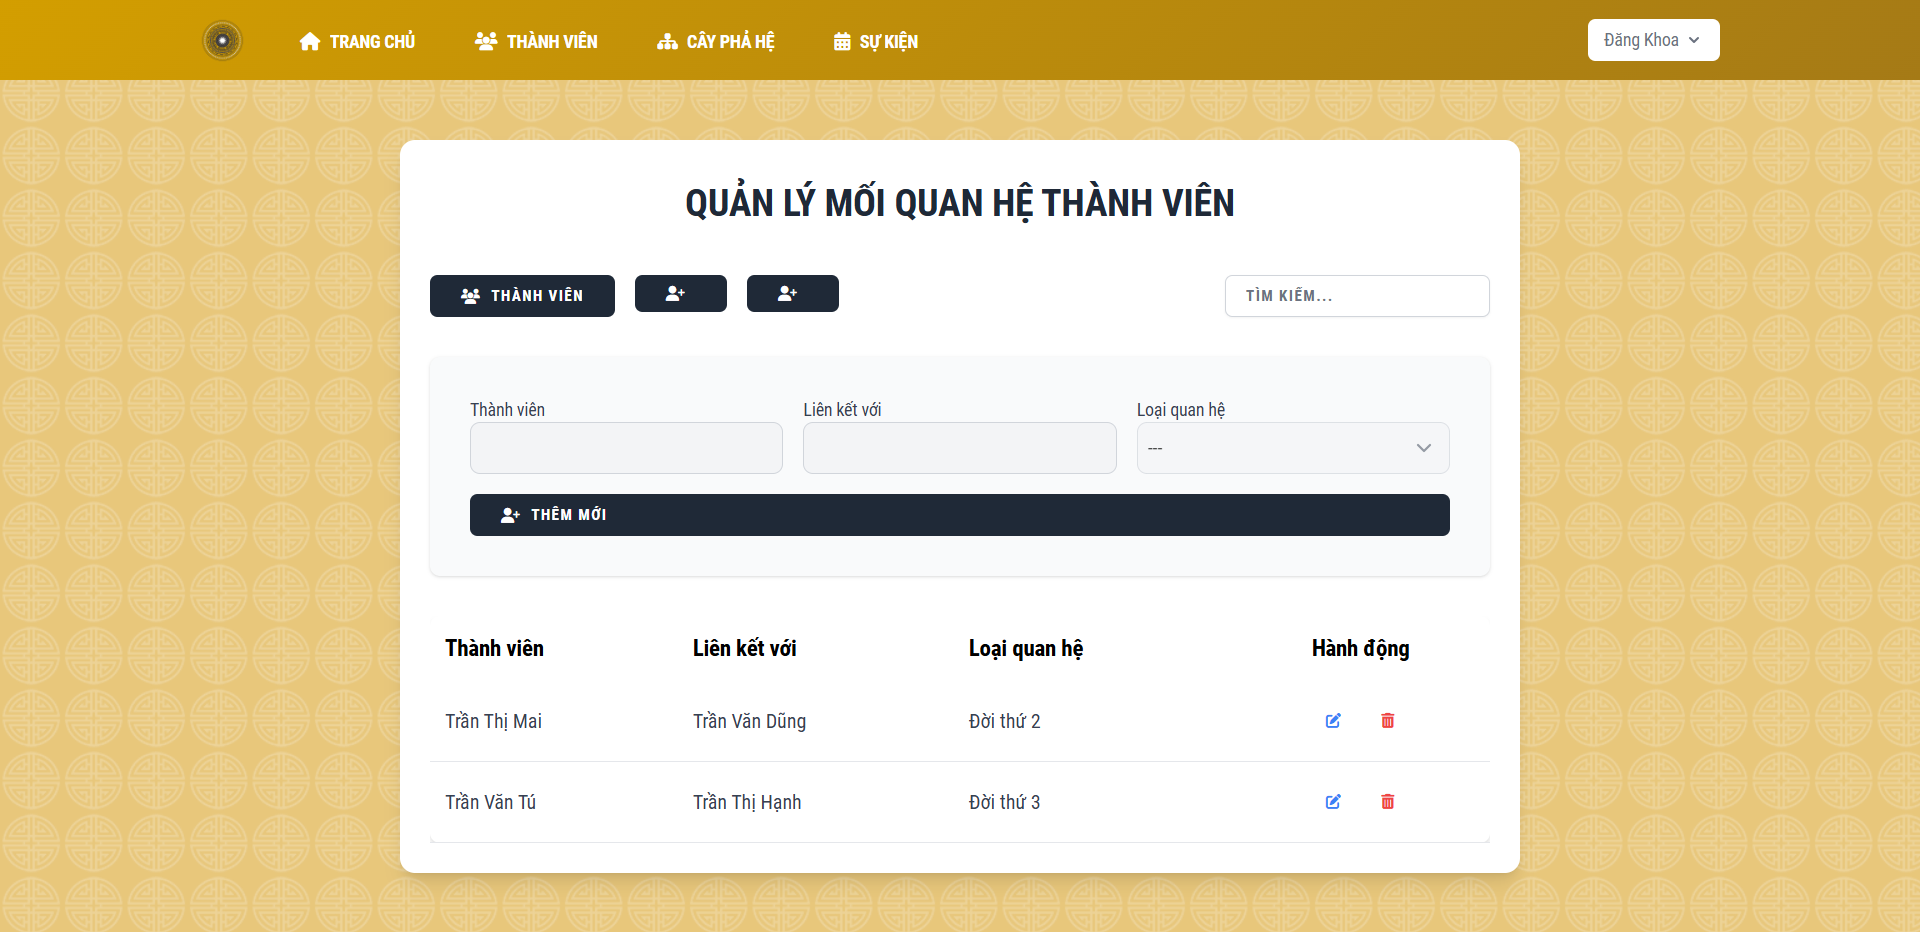 TRANG CHỦ
THÀNH VIÊN
CÂY PHẢ HỆ
SỰ KIỆN
Đăng Khoa
QUẢN LÝ MỐI QUAN HỆ THÀNH VIÊN
THÀNH VIÊN
TÌM KIẾM...
Thành viên
Liên kết với
Loại quan hệ
---
THÊM MỚI
Thành viên Liên kết với Loại quan hệ Hành động
Trần Thị Mai Trần Văn Dũng Đời thứ 2
Trần Văn Tú Trần Thị Hạnh Đời thứ 3